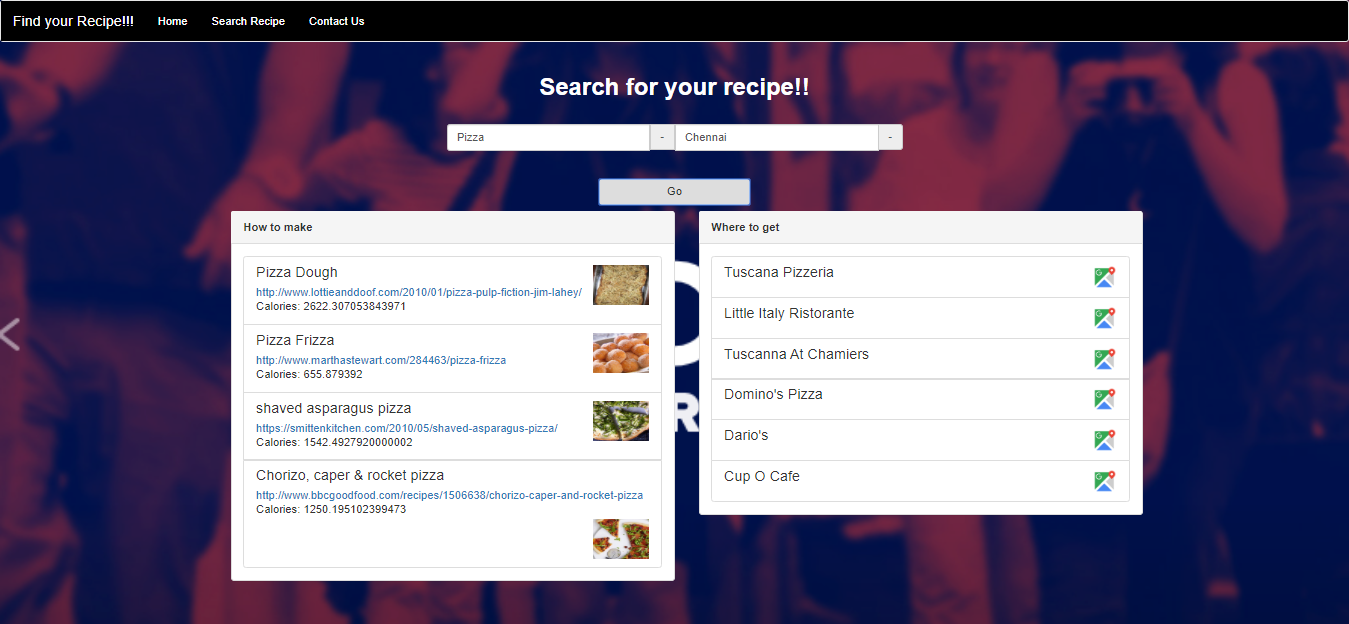 Find your Recipe!!! Home Search Recipe Contact Us
Search for your recipe!!
Pizza - Chennai -
Go
How to make
Pizza Dough
http://www.lottieanddoof.com/2010/01/pizza-pulp-fiction-jim-lahey/
Calories: 2622.307053843971
Pizza Frizza
http://www.marthastewart.com/284463/pizza-frizza
Calories: 655.879392
shaved asparagus pizza
https://smittenkitchen.com/2010/05/shaved-asparagus-pizza/
Calories: 1542.4927920000002
Chorizo, caper & rocket pizza
http://www.bbcgoodfood.com/recipes/1506638/chorizo-caper-and-rocket-pizza
Calories: 1250.195102399473
Where to get
Tuscana Pizzeria
Little Italy Ristorante
Tuscanna At Chamiers
Domino's Pizza
Dario's
Cup O Cafe